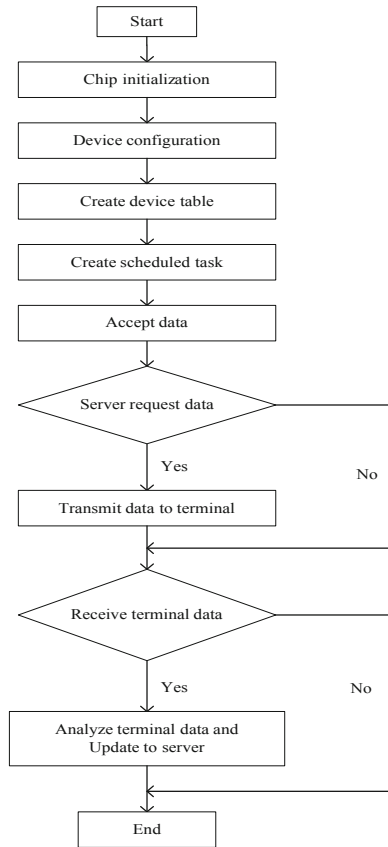 Start
Chip initialization
Device configuration
Create device table
Create scheduled task
Accept data
Server request data
Yes
No
Transmit data to terminal
Receive terminal data
Yes
No
Analyze terminal data and
Update to server
End